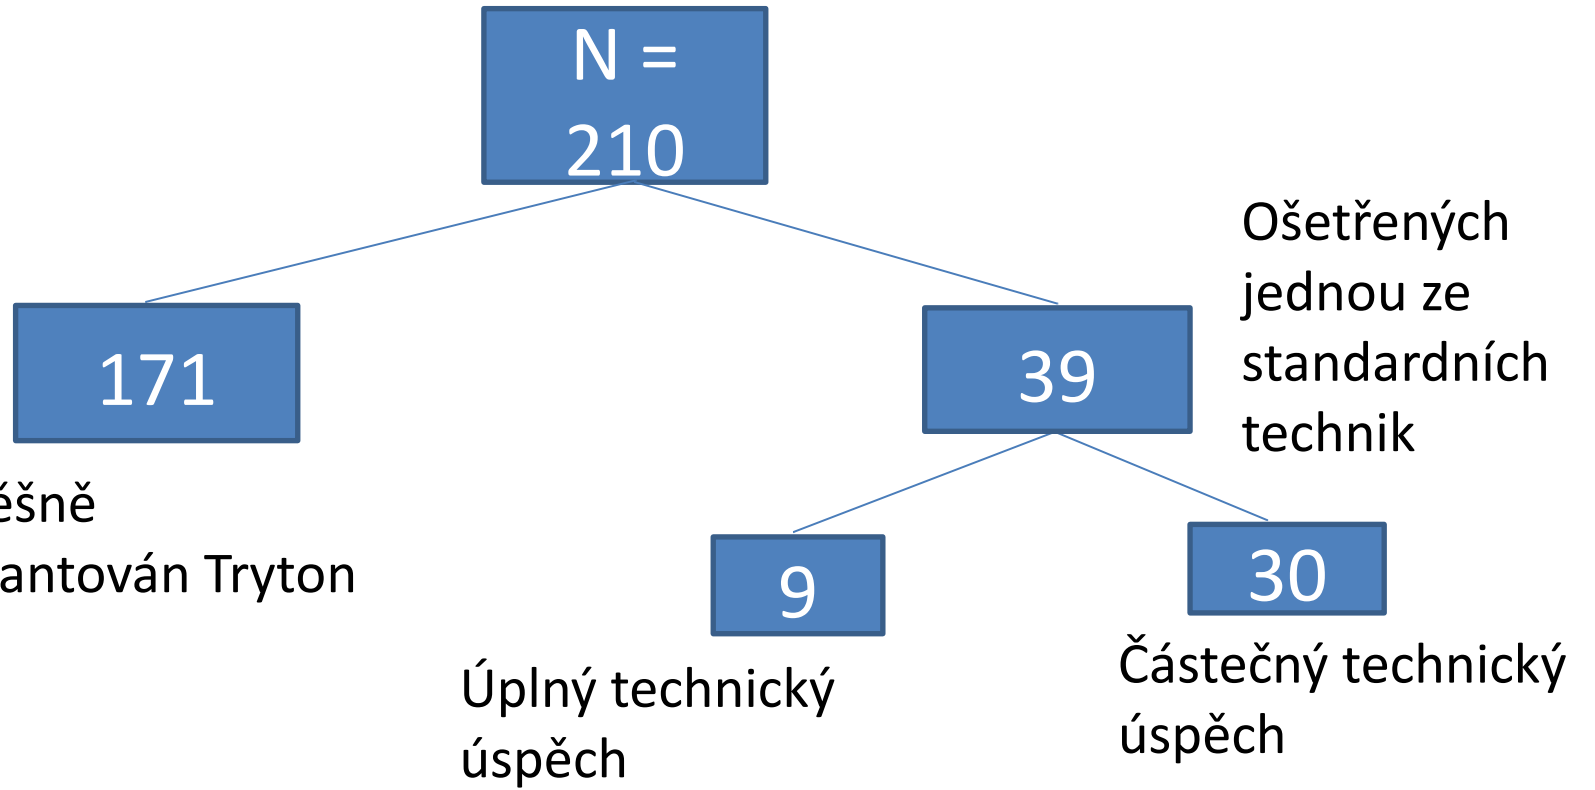 N =
210
Ošetřených
jednou ze
standardních
technik
171
39
ěšně
antován Tryton
9
30
Úplný technický
úspěch
Částečný technický
úspěch